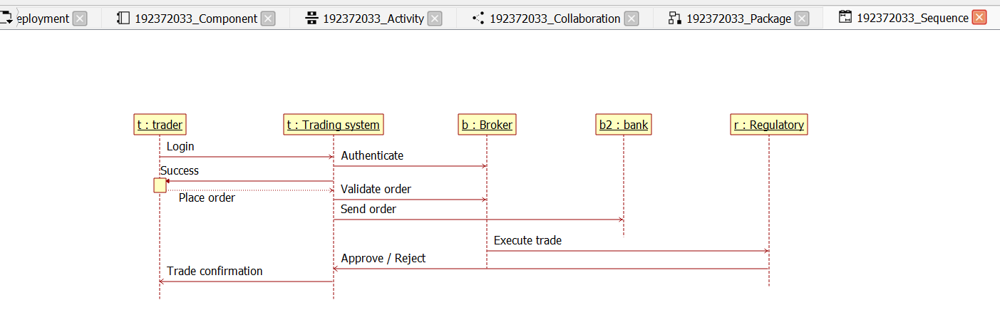 eployment
192372033_Component
192372033_Activity
192372033_Collaboration
192372033_Package
192372033_Sequence
t : trader
t : Trading system
b : Broker
b2 : bank
r : Regulatory
Login
Authenticate
Success
Validate order
Place order
Send order
Execute trade
Approve / Reject
Trade confirmation